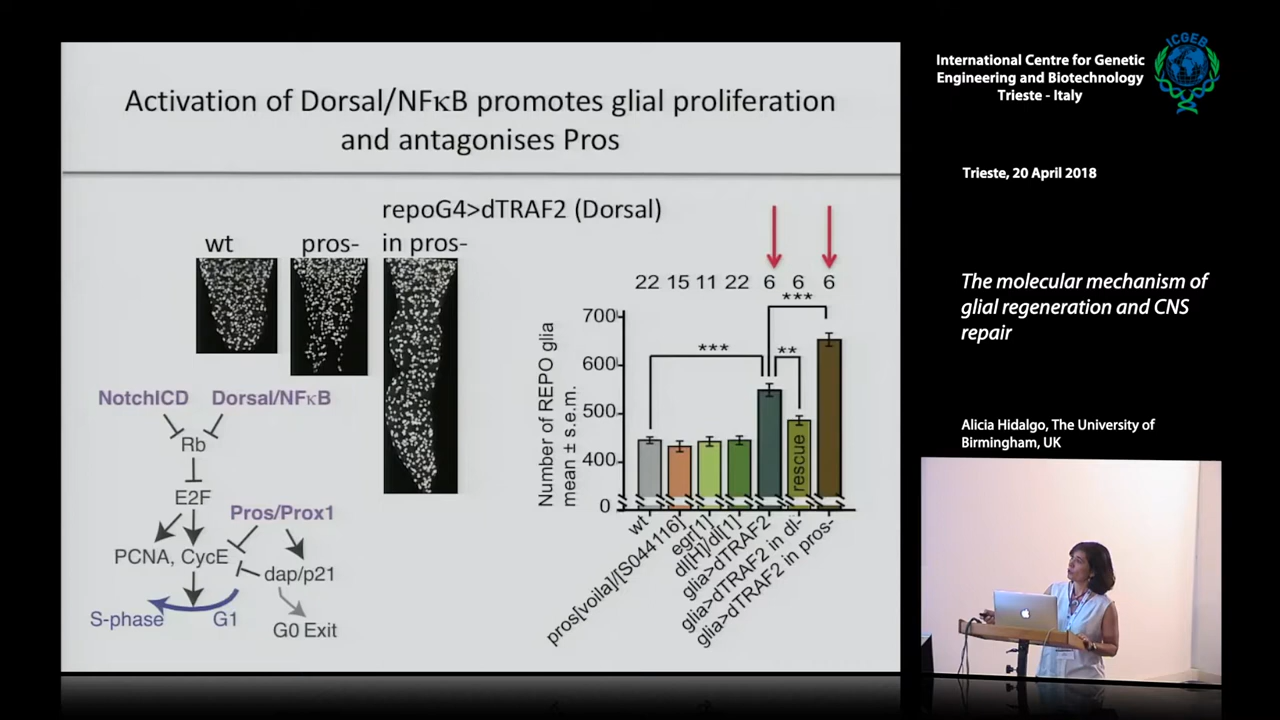 Activation of Dorsal/NFκB promotes glial proliferation
and antagonises Pros
repoG4>dTRAF2 (Dorsal)
wt
pros-
in pros-
NotchICD
Dorsal/NFκB
Rb
E2F
Pros/Prox1
PCNA, CycE
dap/p21
S-phase
G1
G0 Exit
22 15 11 22 6 6 6
***
***
**
Number of REPO glia
mean ± s.e.m.
700
600
500
400
0
rescue
wt
pros[voila]/[S044116]
egr[1]
dl[H]/dl[1]
glia>dTRAF2
glia>dTRAF2 in dl-
glia>dTRAF2 in pros-
International Centre for Genetic
Engineering and Biotechnology
Trieste - Italy
ICGEB
Trieste, 20 April 2018
The molecular mechanism of
glial regeneration and CNS
repair
Alicia Hidalgo, The University of
Birmingham, UK